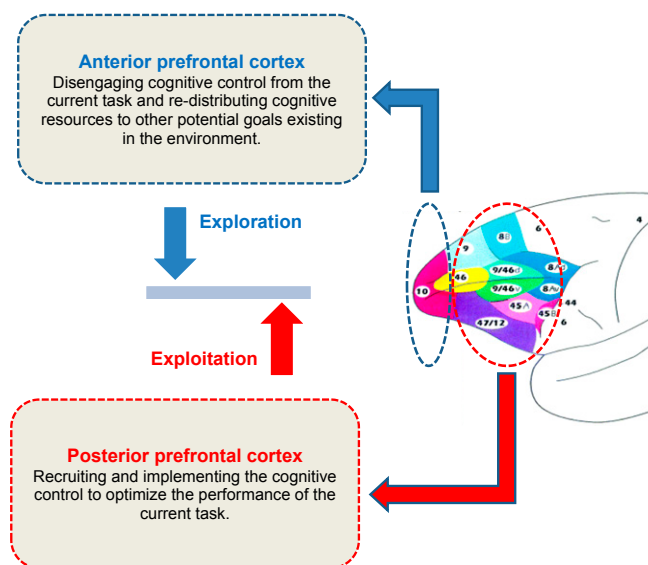 Anterior prefrontal cortex
Disengaging cognitive control from the
current task and re-distributing cognitive
resources to other potential goals existing
in the environment.
Exploration
6
4
8B
9
46
9/46d
8Ad
10
9/46v
8Av
45A
44
45B
47/12
6
Exploitation
Posterior prefrontal cortex
Recruiting and implementing the cognitive
control to optimize the performance of the
current task.